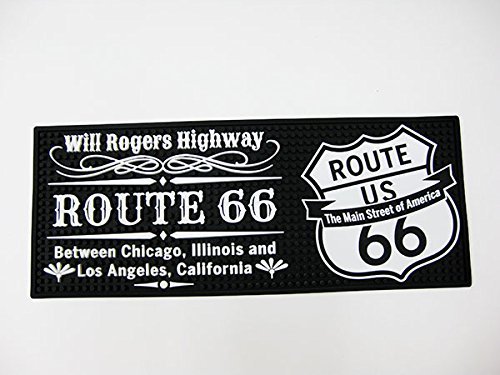 Will Rogers Highway
ROUTE 66
Between Chicago, Illinois and
Los Angeles, California
ROUTE
US
The Main Street of America
66